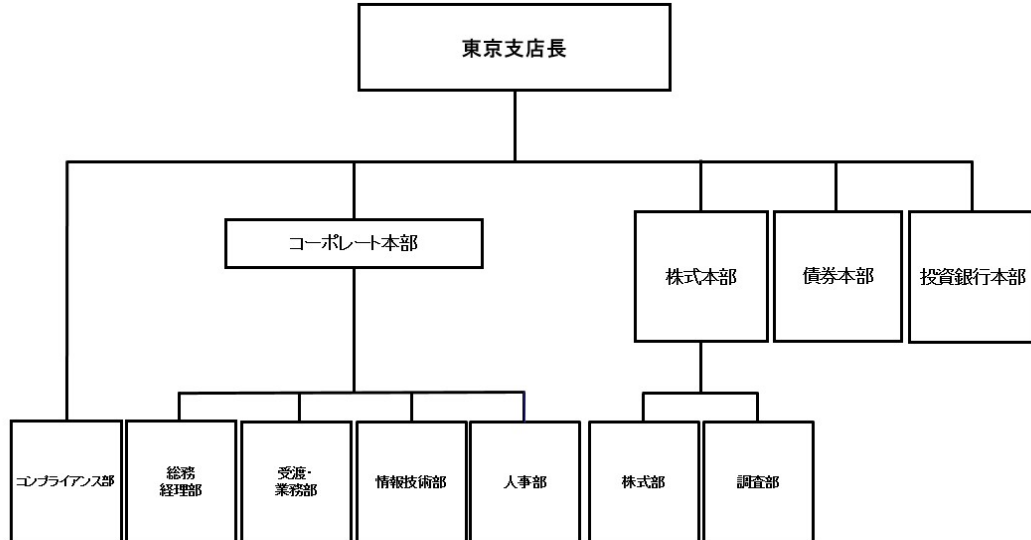 東京支店長
コーポレート本部
株式本部
債券本部
投資銀行本部
コンプライアンス部
総務
経理部
受渡・
業務部
情報技術部
人事部
株式部
調査部